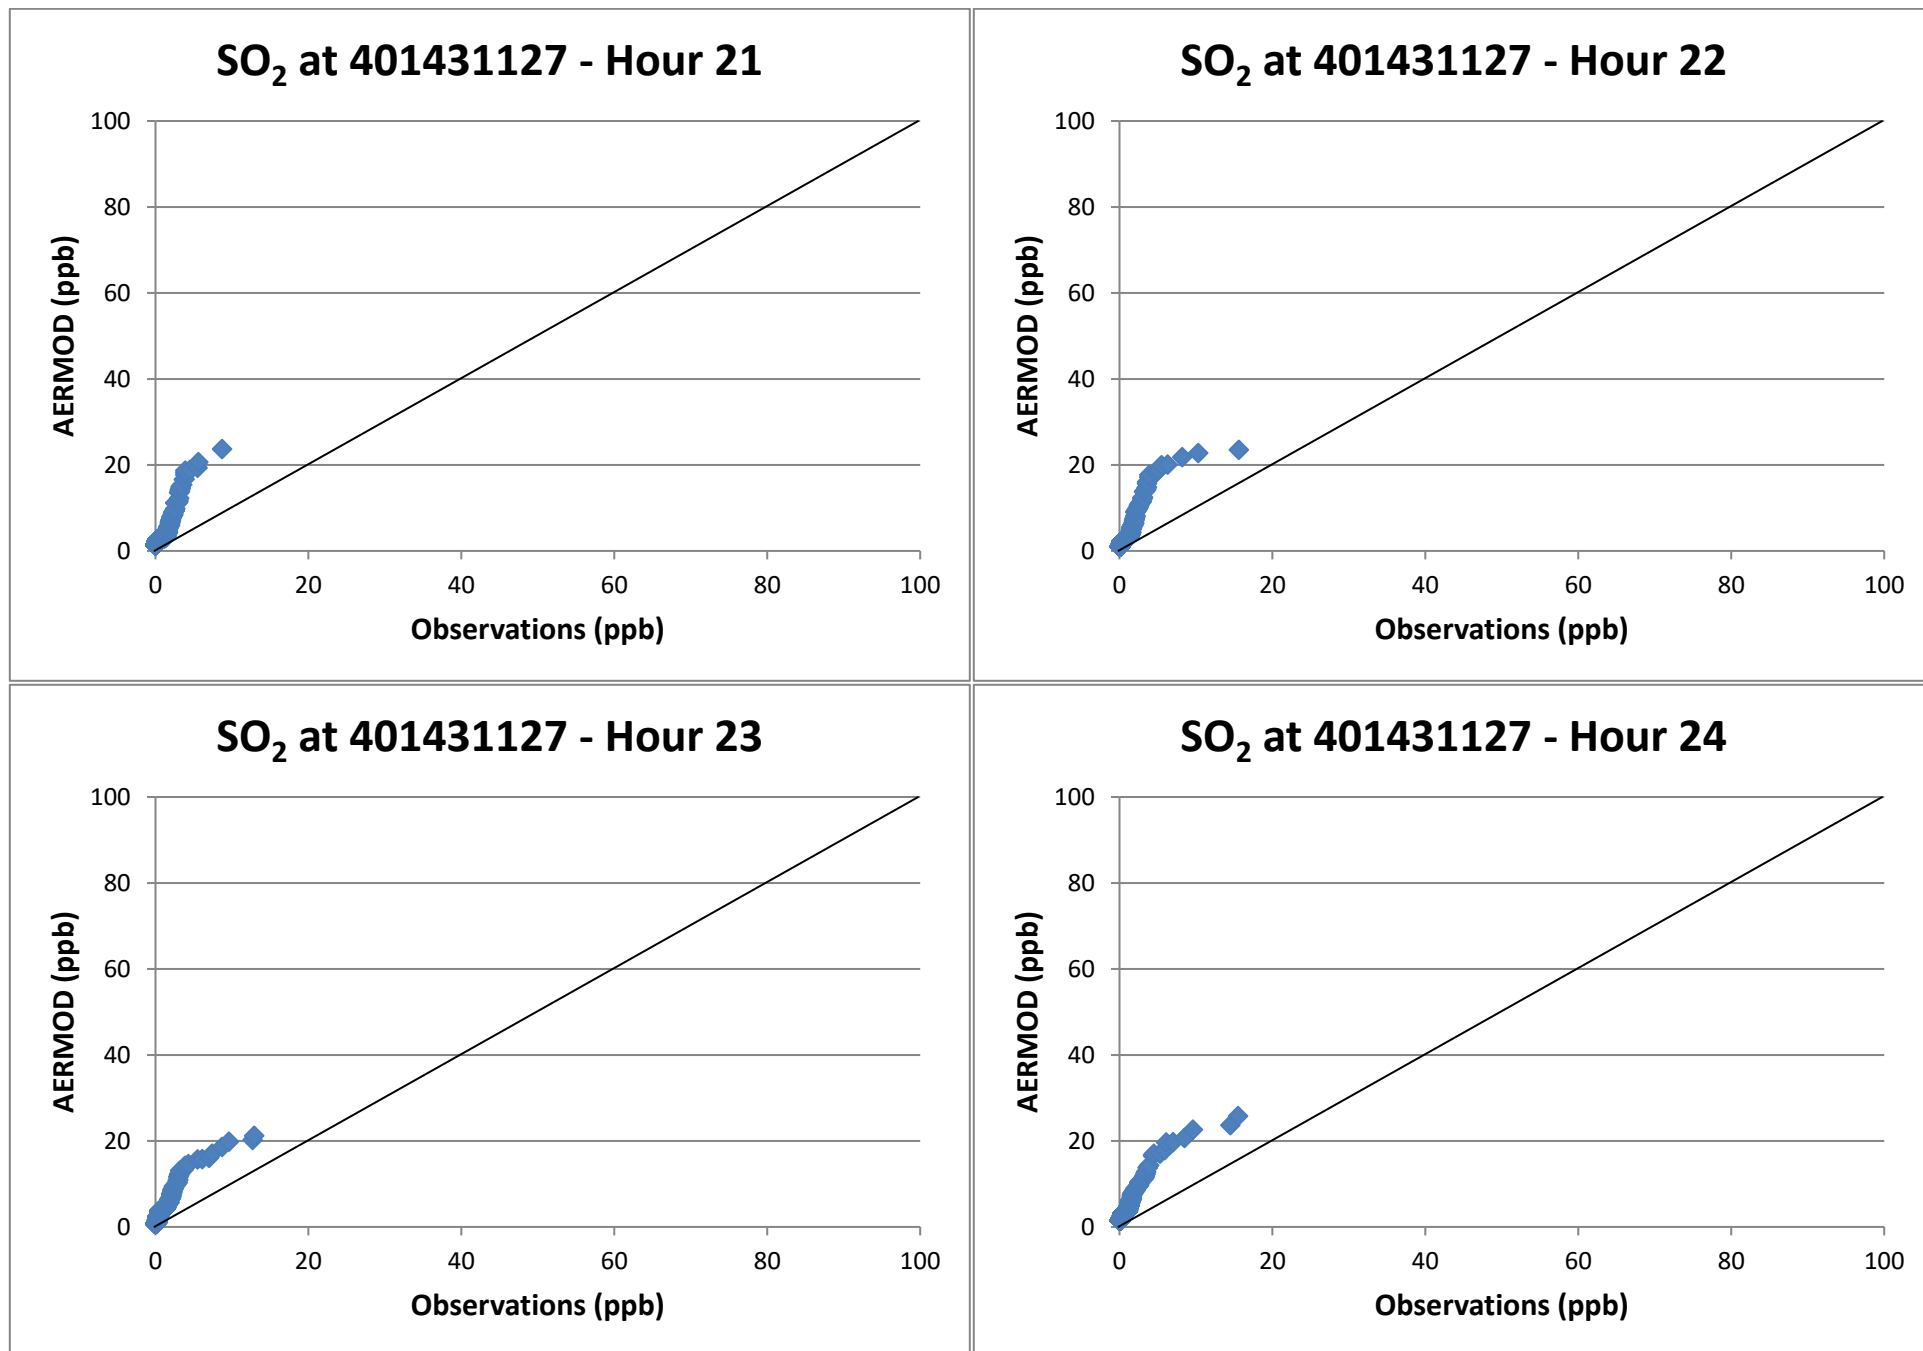 SO2 at 401431127 - Hour 21
100
80
60
40
20
0
AERMOD (ppb)
0 20 40 60 80 100
Observations (ppb)
SO2 at 401431127 - Hour 22
100
80
60
40
20
0
AERMOD (ppb)
0 20 40 60 80 100
Observations (ppb)
SO2 at 401431127 - Hour 23
100
80
60
40
20
0
AERMOD (ppb)
0 20 40 60 80 100
Observations (ppb)
SO2 at 401431127 - Hour 24
100
80
60
40
20
0
AERMOD (ppb)
0 20 40 60 80 100
Observations (ppb)